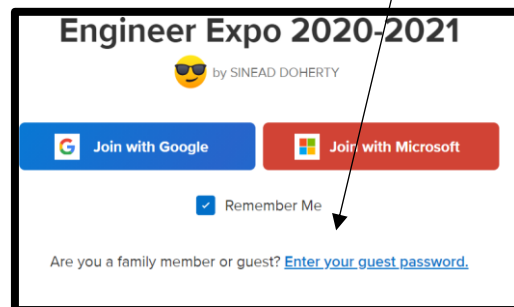 Engineer Expo 2020-2021
by SINEAD DOHERTY
Join with Google
Join with Microsoft
Remember Me
Are you a family member or guest? Enter your guest password.